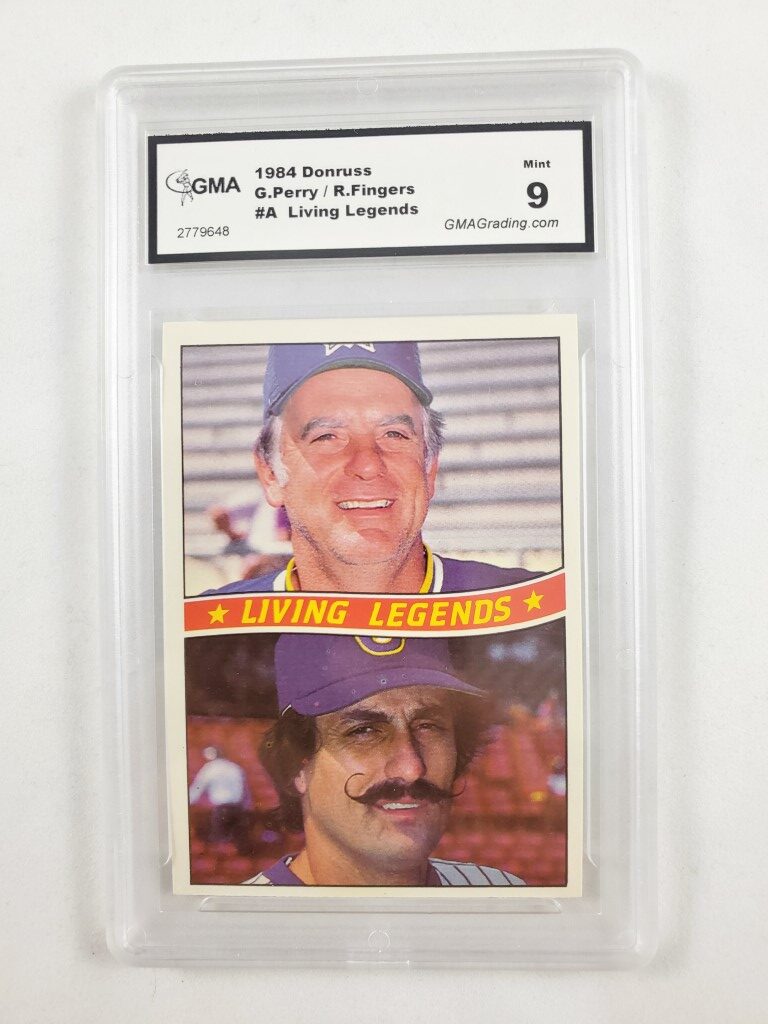 GMA
1984 Donruss
G.Perry / R.Fingers
#A Living Legends
2779648
Mint
9
GMAGrading.com
LIVING LEGENDS